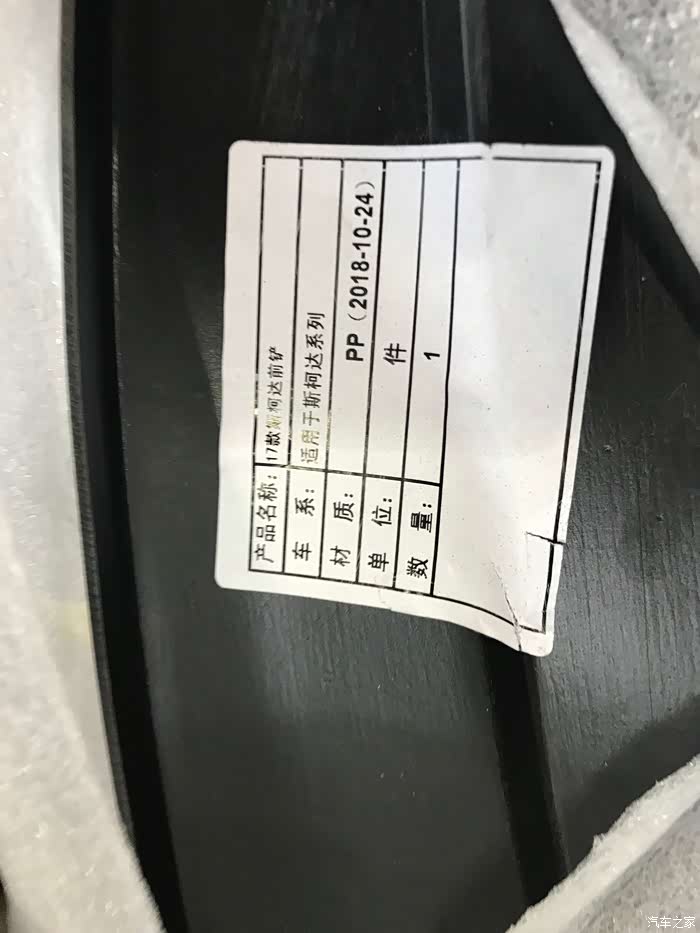 产品名称：17款斯柯达前铲
车 系：适用于斯柯达系列
材 质：PP（2018-10-24）
单 位：件
数 量：1
汽车之家